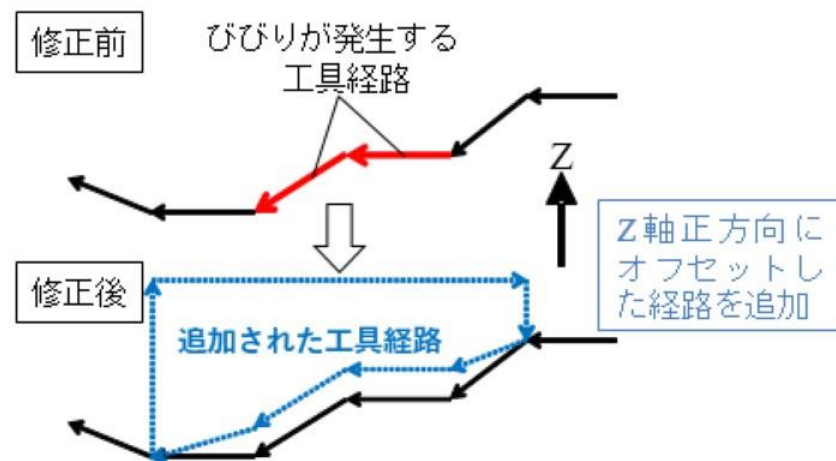 修正前
びびりが発生する
工具経路
Z
Z軸正方向に
オフセットし
た経路を追加
修正後
追加された工具経路